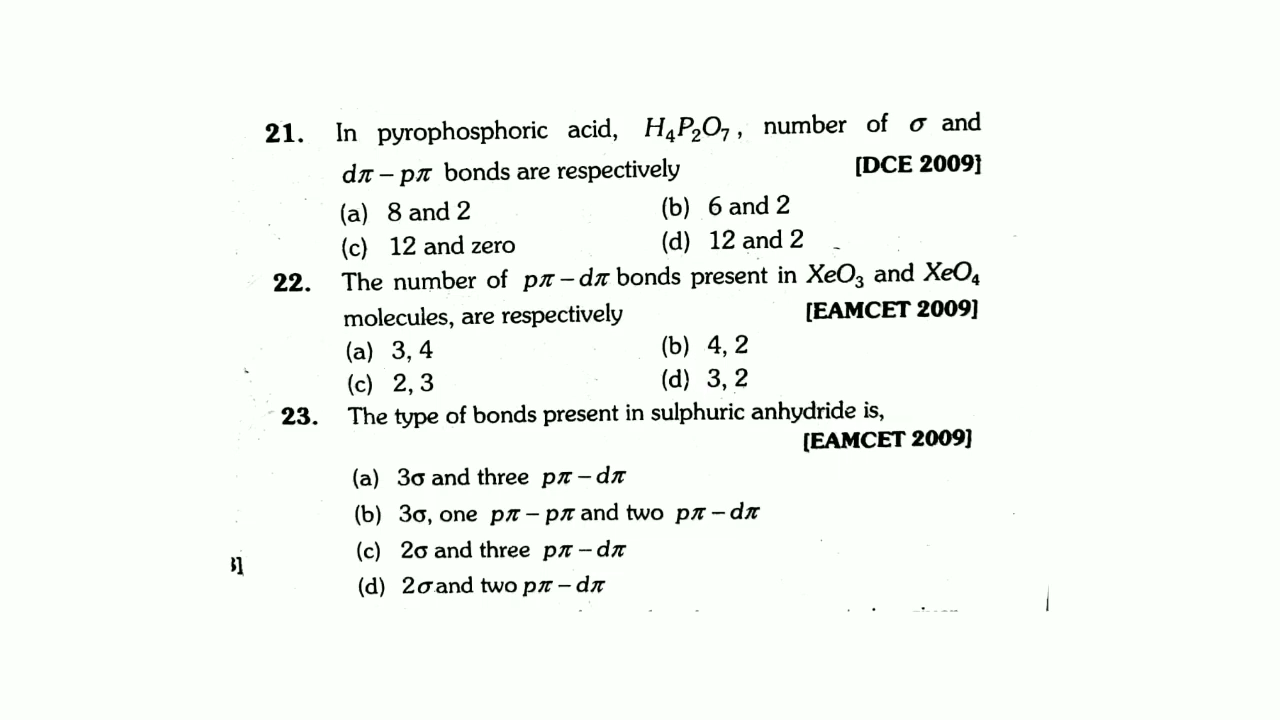 21. In pyrophosphoric acid, H₄P₂O₇, number of σ and
dπ – pπ bonds are respectively [DCE 2009]
(a) 8 and 2 (b) 6 and 2
(c) 12 and zero (d) 12 and 2
22. The number of pπ – dπ bonds present in XeO₃ and XeO₄
molecules, are respectively [EAMCET 2009]
(a) 3, 4 (b) 4, 2
(c) 2, 3 (d) 3, 2
23. The type of bonds present in sulphuric anhydride is,
[EAMCET 2009]
(a) 3σ and three pπ – dπ
(b) 3σ, one pπ – pπ and two pπ – dπ
(c) 2σ and three pπ – dπ
(d) 2σ and two pπ – dπ